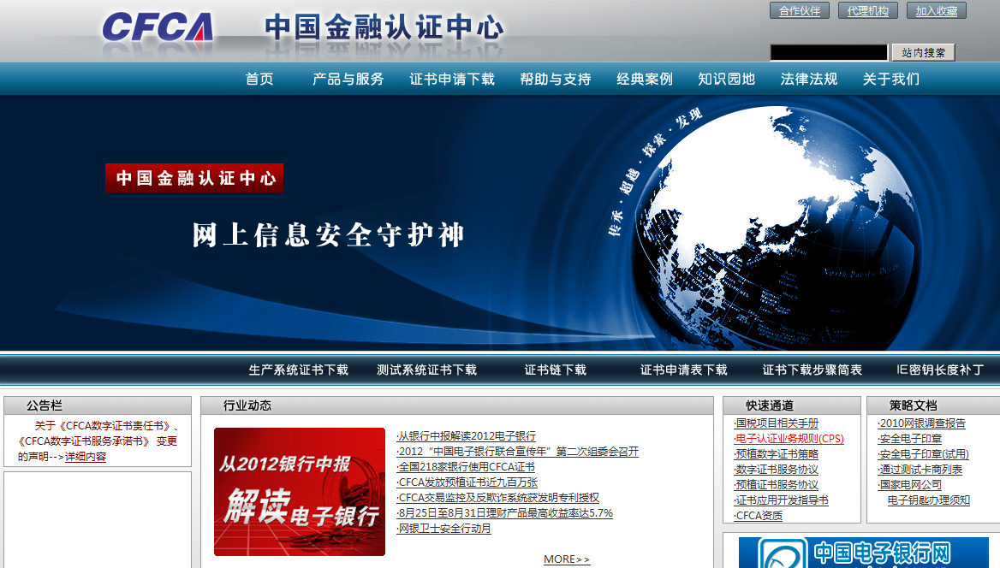 CFCA 中国金融认证中心
合作伙伴 代理机构 加入收藏
站内搜索
首页 产品与服务 证书申请下载 帮助与支持 经典案例 知识园地 法律法规 关于我们
传承·超越·探索·发现
中国金融认证中心
网上信息安全守护神
North Pacific Ocean
生产系统证书下载 测试系统证书下载 证书链下载 证书申请表下载 证书下载步骤简表 IE密钥长度补丁
公告栏
关于《CFCA数字证书责任书》、
《CFCA数字证书服务承诺书》 变更
的声明-->详细内容
行业动态
从2012银行中报
解读电子银行
·从银行中报解读2012电子银行
·2012“中国电子银行联合宣传年”第二次组委会召开
·全国218家银行使用CFCA证书
·CFCA发放预植证书近九百万张
·CFCA交易监控及反欺诈系统获发明专利授权
·8月25日至8月31日理财产品最高收益率达5.7%
·网银卫士安全行动月
MORE>>
快速通道
·国税项目相关手册
·电子认证业务规则(CPS)
·预植数字证书策略
·数字证书服务协议
·预植证书服务协议
·证书应用开发指导书
·CFCA资质
策略文档
·2010网银调查报告
·安全电子印章
·安全电子印章(试用)
·通过测试卡商列表
·国家电网公司
电子钥匙办理须知
中国电子银行网